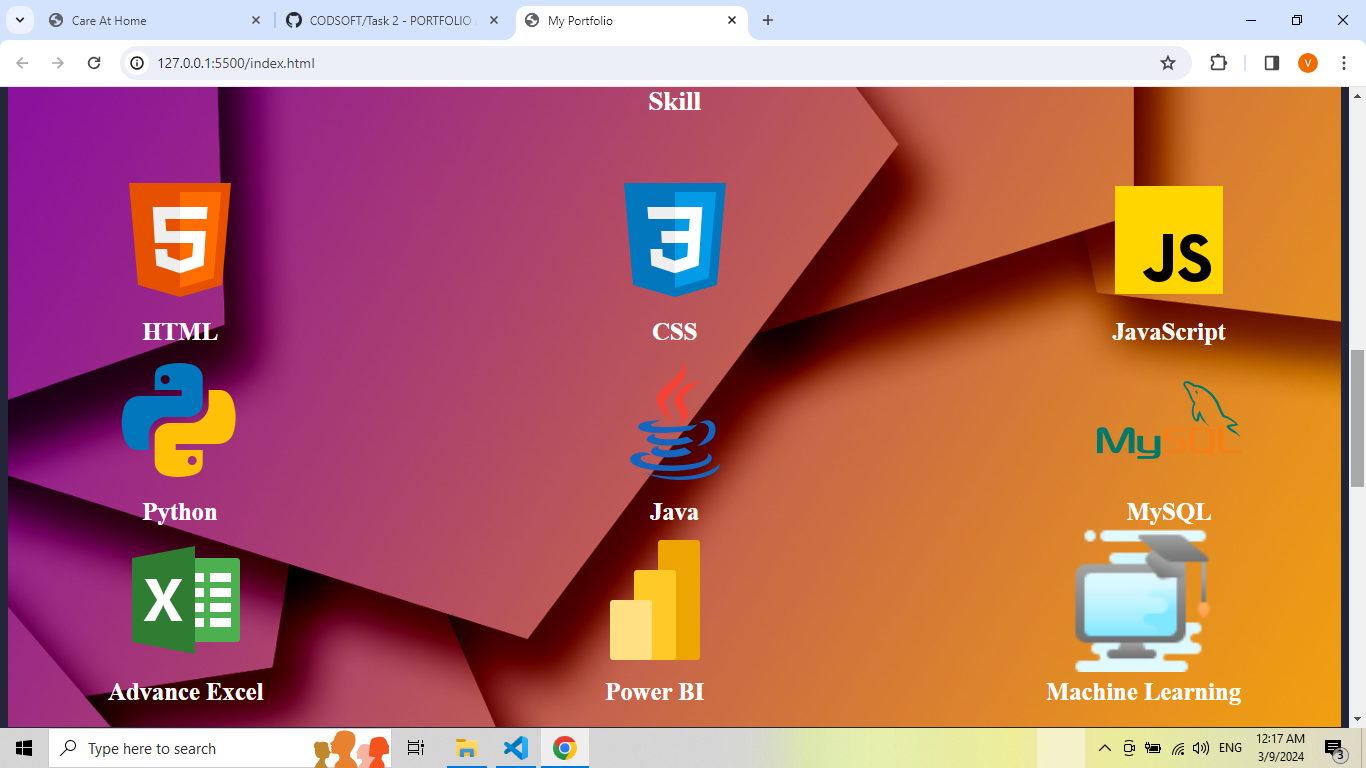 Care At Home
CODSOFT/Task 2 - PORTFOLIO
My Portfolio
127.0.0.1:5500/index.html
V
Skill
5
3
JS
HTML
CSS
JavaScript
MySQL
Python
Java
MySQL
X
Advance Excel
Power BI
Machine Learning
Type here to search
ENG
12:17 AM
3/9/2024
3